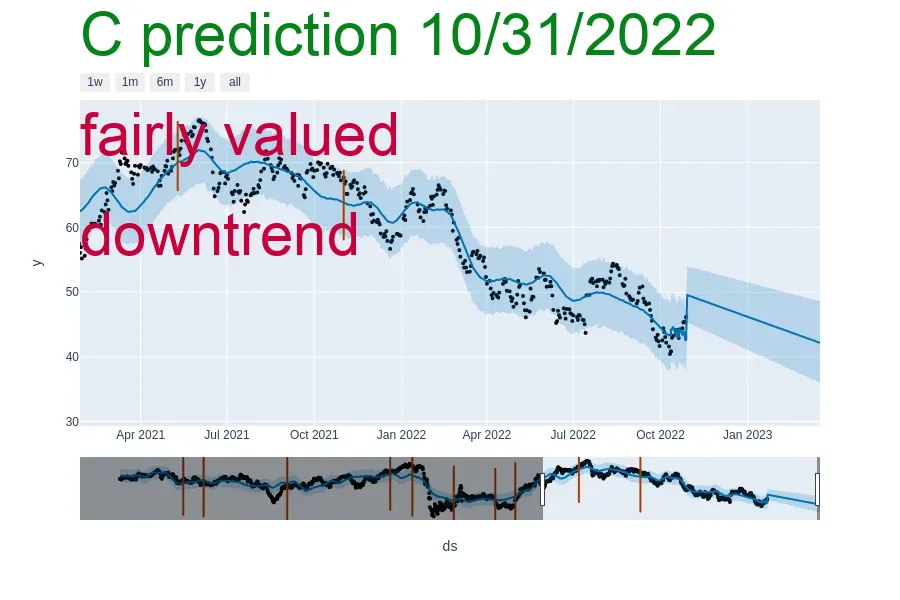 C prediction 10/31/2022
1w 1m 6m 1y all
fairly valued
downtrend
70
60
50
40
30
y
Apr 2021 Jul 2021 Oct 2021 Jan 2022 Apr 2022 Jul 2022 Oct 2022 Jan 2023
ds